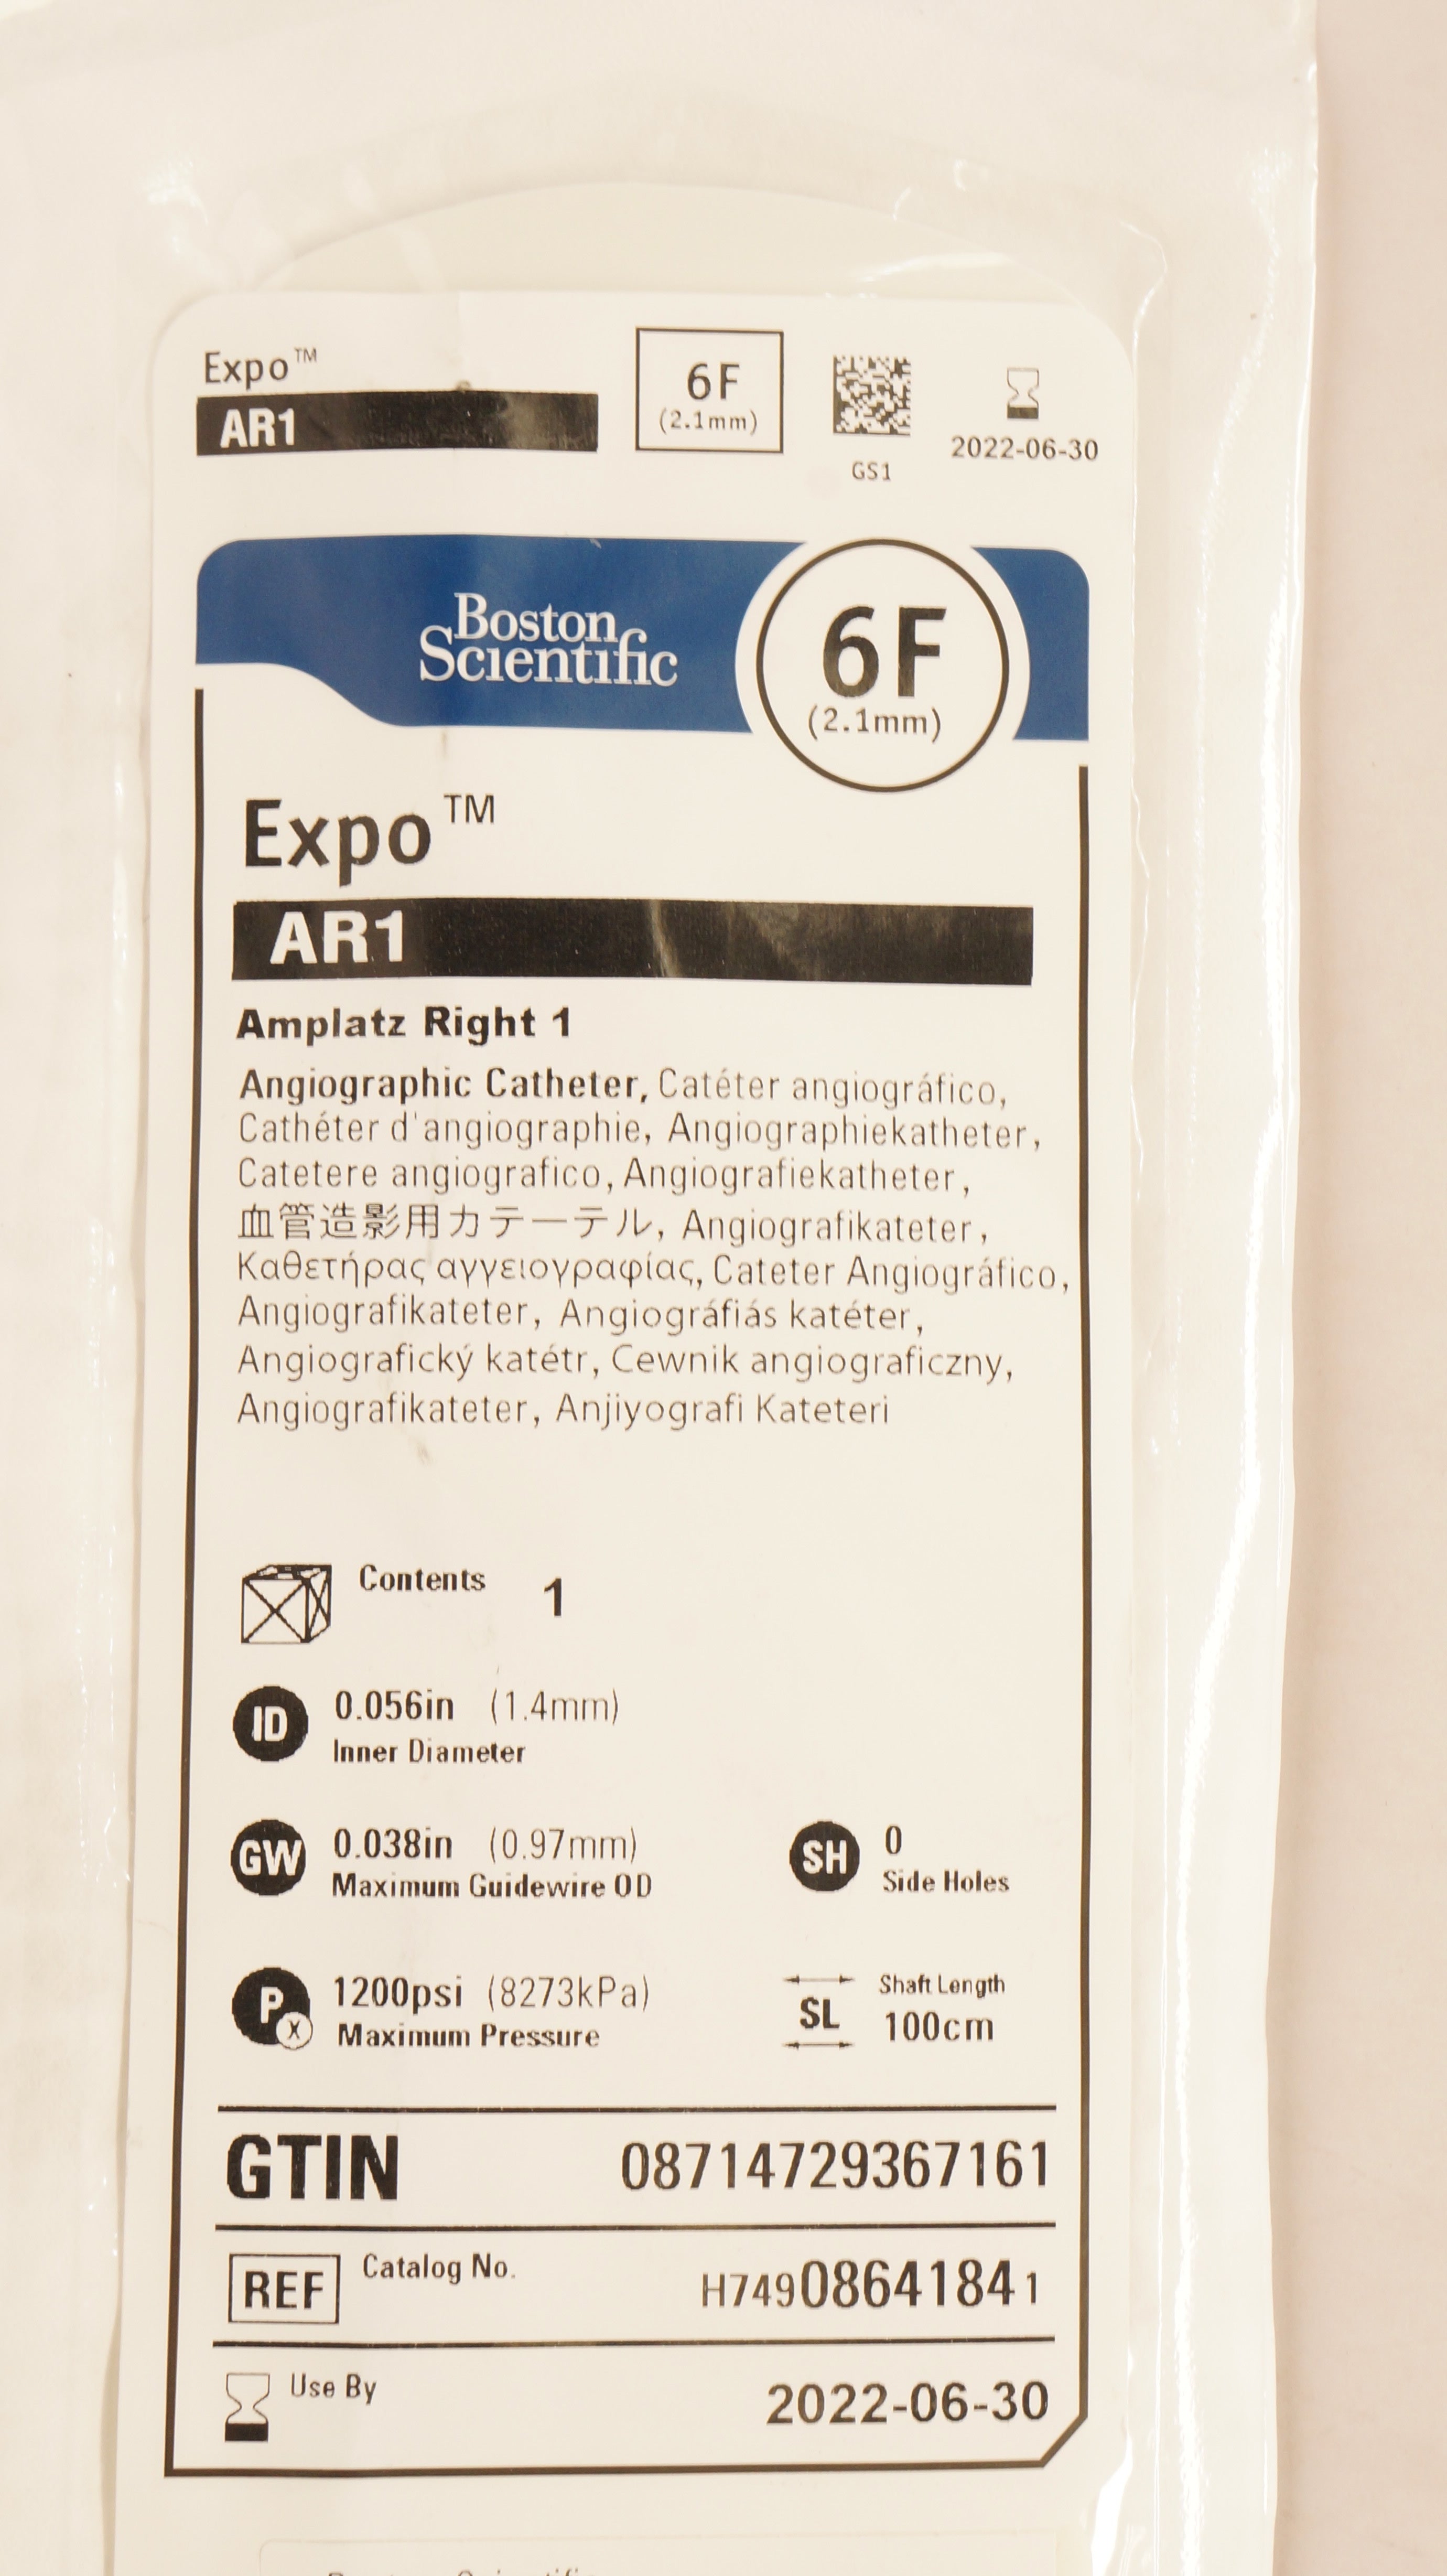 Expo™
AR1
6F
(2.1mm)
GS1
2022-06-30
Boston
Scientific
6F
(2.1mm)
Expo™
AR1
Amplatz Right 1
Angiographic Catheter, Catéter angiográfico,
Cathéter d'angiographie, Angiographiekatheter,
Catetere angiografico, Angiografiekatheter,
血管造影用カテーテル, Angiografikateter,
Καθετήρας αγγειογραφίας, Cateter Angiográfico,
Angiografikateter, Angiográfiás katéter,
Angiografický katétr, Cewnik angiograficzny,
Angiografikateter, Anjiyografi Kateteri
Contents 1
ID 0.056in (1.4mm)
Inner Diameter
GW 0.038in (0.97mm)
Maximum Guidewire OD
SH 0
Side Holes
P X 1200psi (8273kPa)
Maximum Pressure
SL Shaft Length
100cm
GTIN 08714729367161
REF Catalog No. H7490864184 1
Use By 2022-06-30